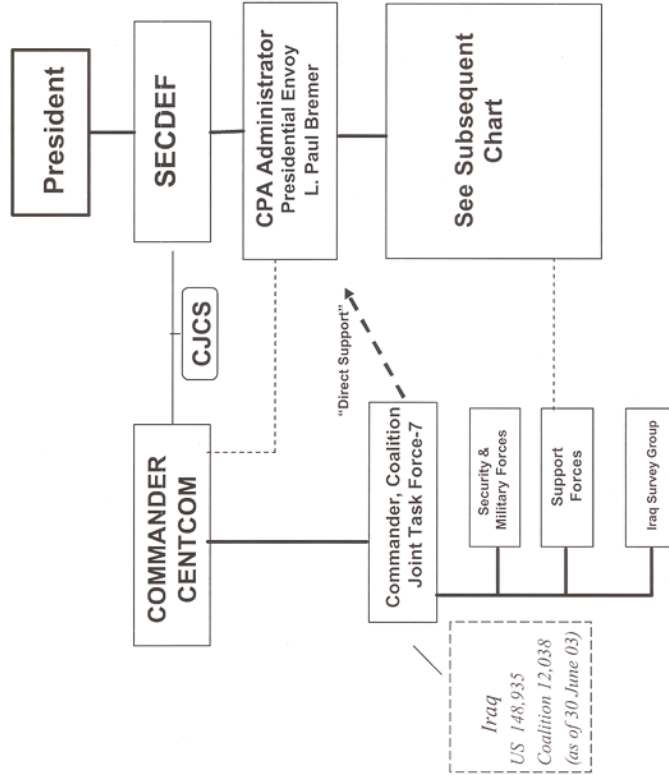 President
SECDEF
CJCS
COMMANDER
CENTCOM
CPA Administrator
Presidential Envoy
L. Paul Bremer
"Direct Support"
Commander, Coalition
Joint Task Force-7
See Subsequent
Chart
Security &
Military Forces
Support
Forces
Iraq Survey Group
Iraq
US 148,935
Coalition 12,038
(as of 30 June 03)